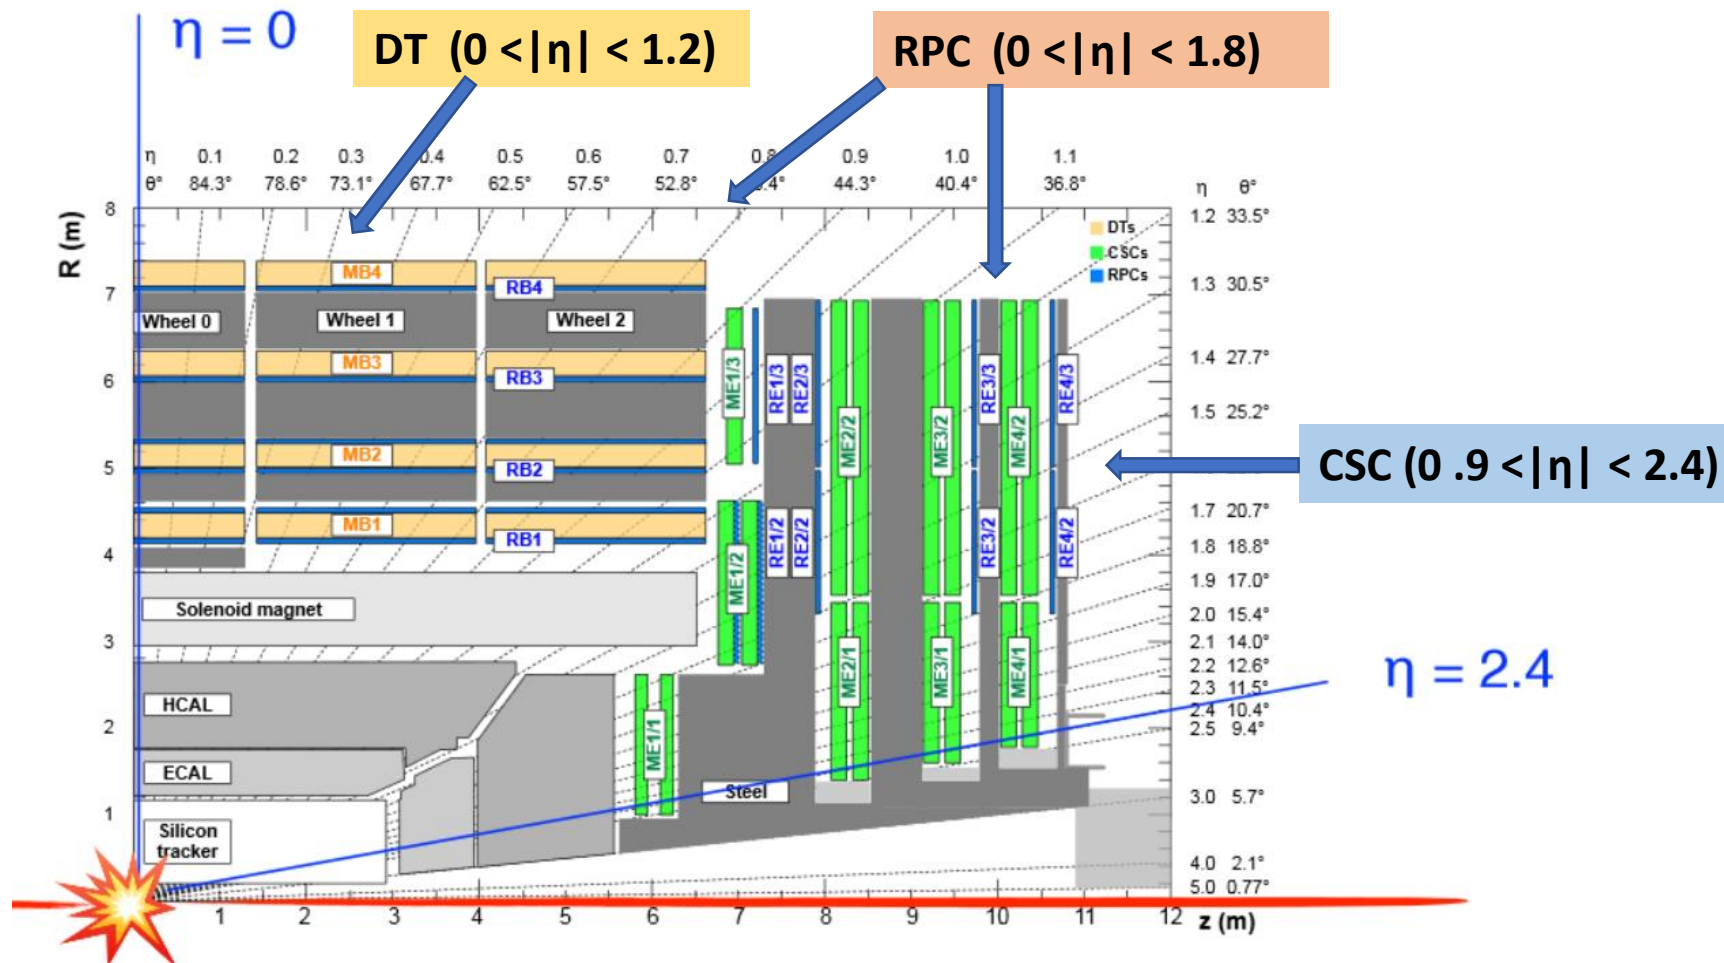 η = 0
DT (0 <|η| < 1.2)
RPC (0 <|η| < 1.8)
η 0.1 0.2 0.3 0.4 0.5 0.6 0.7 0.8 0.9 1.0 1.1
θ° 84.3° 78.6° 73.1° 67.7° 62.5° 57.5° 52.8° .4° 44.3° 40.4° 36.8°
η θ°
R (m)
8
7
6
5
4
3
2
1
1.2 33.5°
1.3 30.5°
1.4 27.7°
1.5 25.2°
1.7 20.7°
1.8 18.8°
1.9 17.0°
2.0 15.4°
2.1 14.0°
2.2 12.6°
2.3 11.5°
2.4 10.4°
2.5 9.4°
3.0 5.7°
4.0 2.1°
5.0 0.77°
DTs
CSCs
RPCs
MB4
RB4
Wheel 0
Wheel 1
Wheel 2
MB3
RB3
MB2
RB2
MB1
RB1
ME1/3
RE1/3
RE2/3
ME2/2
ME3/2
RE3/3
ME4/2
RE4/3
ME1/2
RE1/2
RE2/2
RE3/2
RE4/2
CSC (0 .9 <|η| < 2.4)
Solenoid magnet
HCAL
ECAL
Silicon
tracker
ME1/1
Steel
ME2/1
ME3/1
ME4/1
η = 2.4
1 2 3 4 5 6 7 8 9 10 11 12
z (m)